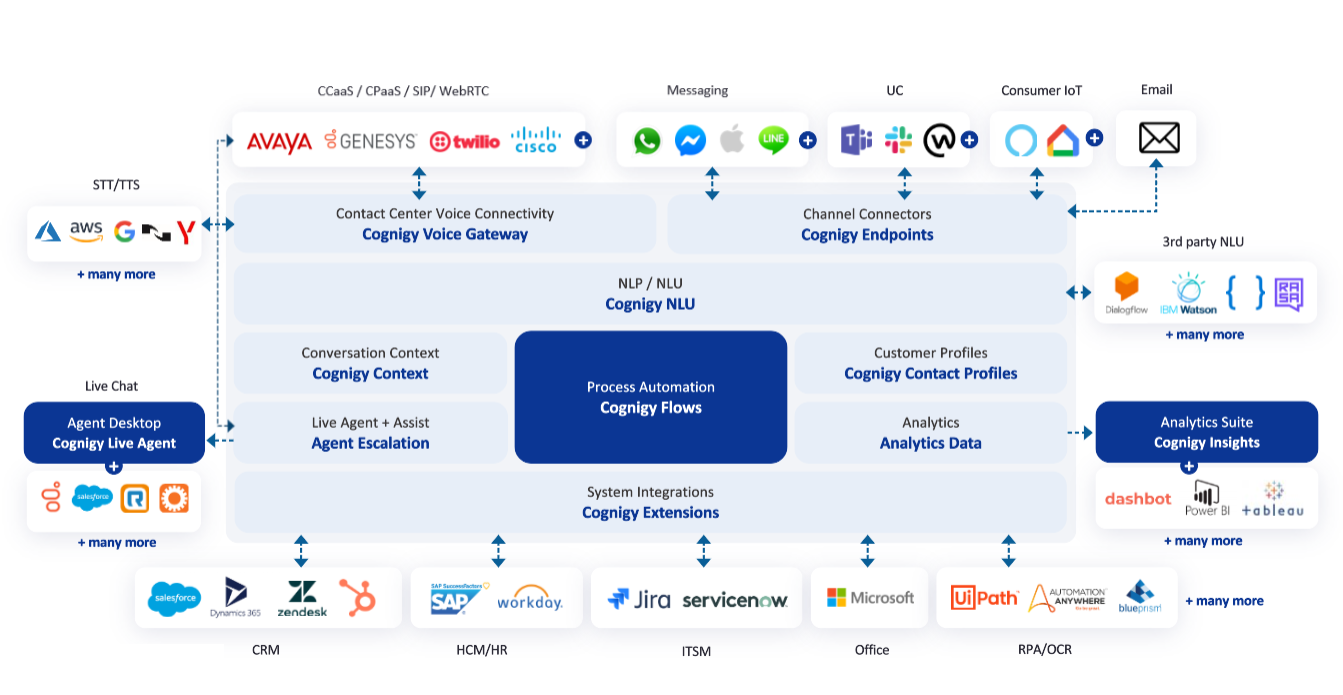 CCaaS / CPaaS / SIP/ WebRTC
Messaging
UC
Consumer IoT
Email
AVAYA
GENESYS
twilio
CISCO
LINE
T
STT/TTS
aws
+ many more
Contact Center Voice Connectivity
Cognigy Voice Gateway
Channel Connectors
Cognigy Endpoints
3rd party NLU
Dialogflow
IBM Watson
{ }
RASA
+ many more
NLP / NLU
Cognigy NLU
Conversation Context
Cognigy Context
Process Automation
Cognigy Flows
Customer Profiles
Cognigy Contact Profiles
Live Chat
Agent Desktop
Cognigy Live Agent
Live Agent + Assist
Agent Escalation
Analytics
Analytics Data
Analytics Suite
Cognigy Insights
salesforce
R
+ many more
System Integrations
Cognigy Extensions
dashbot
Power BI
+ableau
+ many more
salesforce
Dynamics 365
zendesk
SAP SuccessFactors
SAP
workday.
Jira
servicenow
Microsoft
UiPath
AUTOMATION
ANYWHERE
blueprism
+ many more
CRM
HCM/HR
ITSM
Office
RPA/OCR